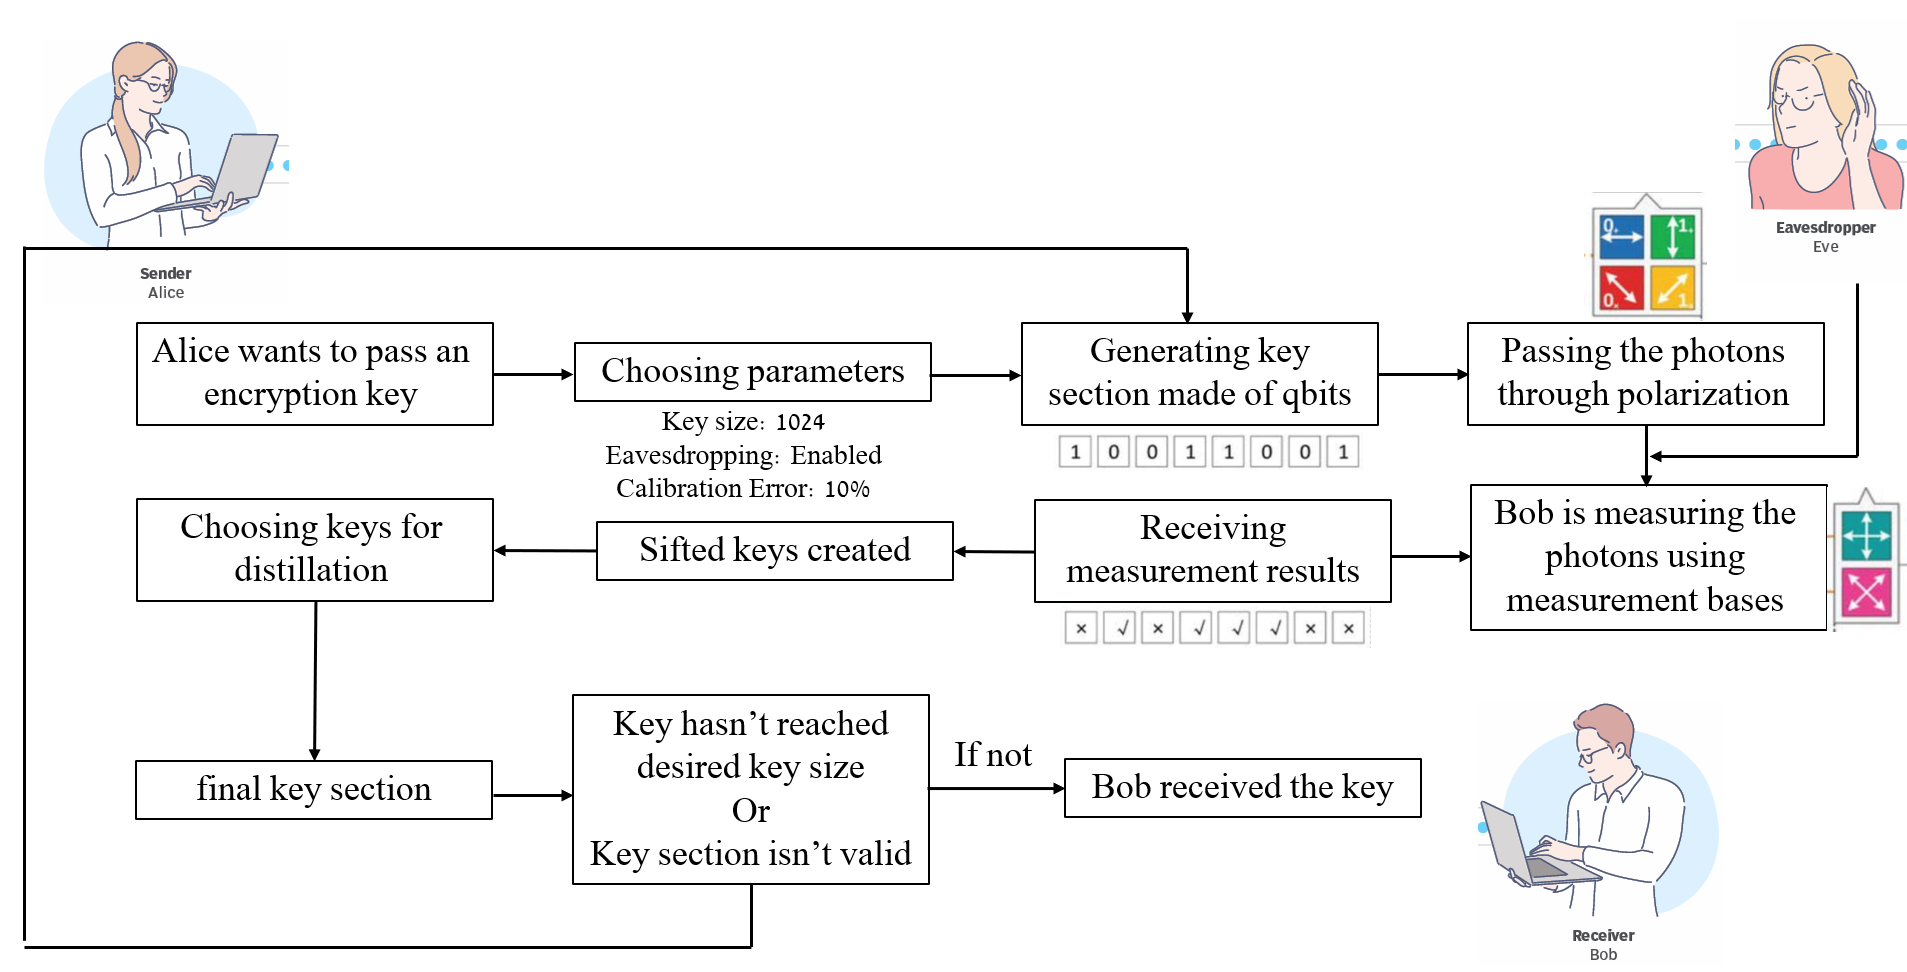 Sender
Alice
Eavesdropper
Eve
0+
1+
0×
1×
Alice wants to pass an
encryption key
Choosing parameters
Key size: 1024
Eavesdropping: Enabled
Calibration Error: 10%
Generating key
section made of qbits
1 0 0 1 1 0 0 1
Passing the photons
through polarization
Choosing keys for
distillation
Sifted keys created
Receiving
measurement results
× √ × √ √ √ × ×
Bob is measuring the
photons using
measurement bases
final key section
Key hasn’t reached
desired key size
Or
Key section isn’t valid
If not
Bob received the key
Receiver
Bob